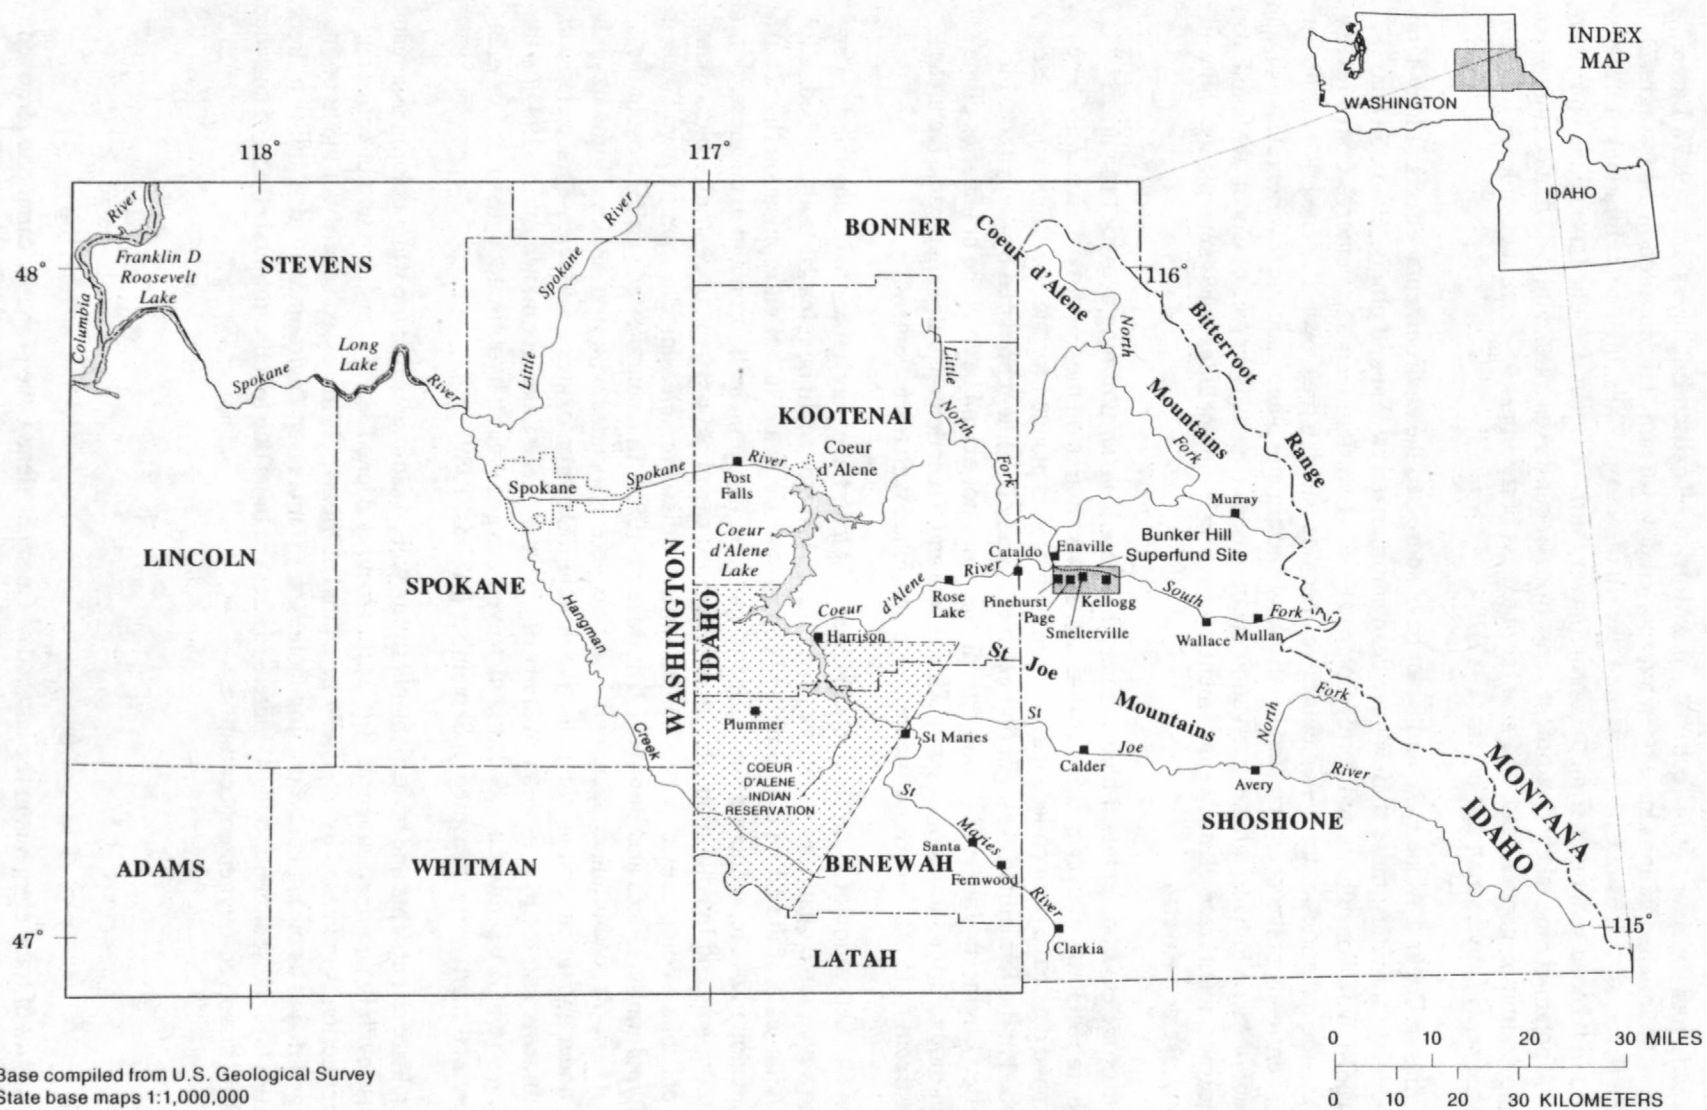 INDEX
MAP
WASHINGTON
IDAHO
118°
117°
116°
48°
River
Franklin D
Roosevelt
Lake
Columbia
STEVENS
Spokane
Long
Lake
River
Little
Spokane
River
BONNER
Coeur
d'Alene
Mountains
North
Fork
Bitterroot
Range
Little
North
Fork
KOOTENAI
Coeur
d'Alene
Spokane
Spokane
River
Post
Falls
Murray
Bunker Hill
Superfund Site
Coeur
d'Alene
Lake
Cataldo
Enaville
LINCOLN
SPOKANE
Hangman
Creek
WASHINGTON
IDAHO
Coeur
d'Alene
River
Rose
Lake
Pinehurst
Page
Kellogg
Smelterville
South
Fork
Wallace
Mullan
Harrison
St
Joe
Mountains
Plummer
St Maries
St
Joe
River
North
Fork
Calder
Avery
COEUR
D'ALENE
INDIAN
RESERVATION
St
Maries
River
Santa
Fernwood
Clarkia
SHOSHONE
MONTANA
IDAHO
ADAMS
WHITMAN
BENEWAH
LATAH
47°
115°
0 10 20 30 MILES
0 10 20 30 KILOMETERS
Base compiled from U.S. Geological Survey
State base maps 1:1,000,000